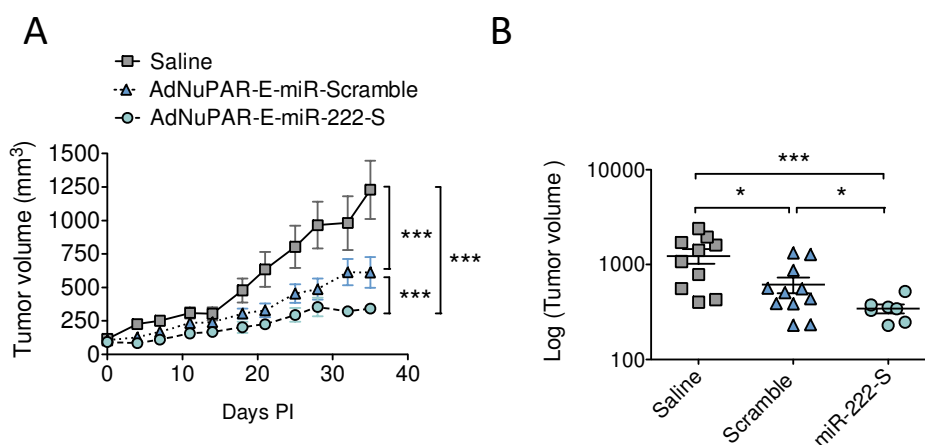 A
Saline
AdNuPAR-E-miR-Scramble
AdNuPAR-E-miR-222-S
Tumor volume (mm³)
1500
1250
1000
750
500
250
0
0 10 20 30 40
Days PI
***
***
***
B
Log (Tumor volume )
10000
1000
100
***
* *
Saline
Scramble
miR-222-S